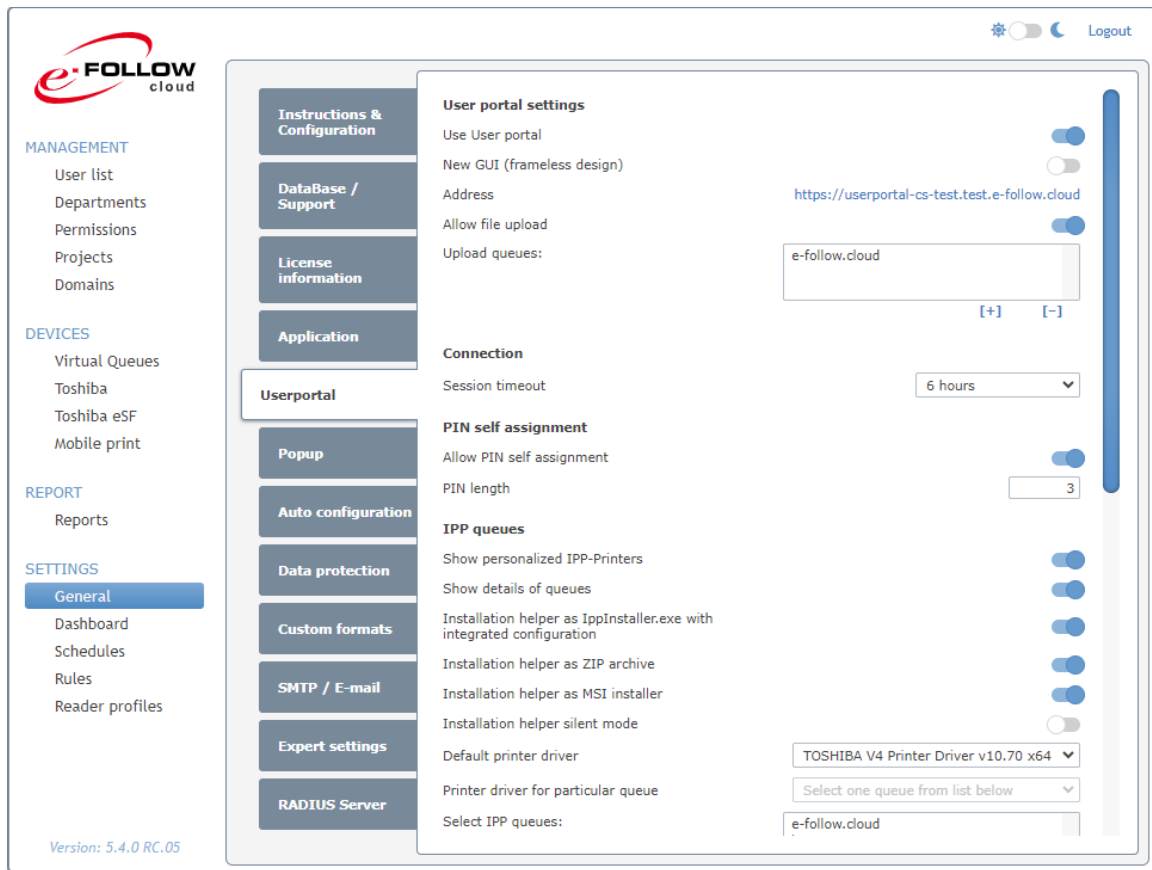 Logout
e-FOLLOW
cloud
MANAGEMENT
User list
Departments
Permissions
Projects
Domains
DEVICES
Virtual Queues
Toshiba
Toshiba eSF
Mobile print
REPORT
Reports
SETTINGS
General
Dashboard
Schedules
Rules
Reader profiles
Version: 5.4.0 RC.05
Instructions &
Configuration
DataBase /
Support
License
information
Application
Userportal
Popup
Auto configuration
Data protection
Custom formats
SMTP / E-mail
Expert settings
RADIUS Server
User portal settings
Use User portal
New GUI (frameless design)
Address https://userportal-cs-test.test.e-follow.cloud
Allow file upload
Upload queues: e-follow.cloud
[+] [-]
Connection
Session timeout 6 hours
PIN self assignment
Allow PIN self assignment
PIN length 3
IPP queues
Show personalized IPP-Printers
Show details of queues
Installation helper as IppInstaller.exe with
integrated configuration
Installation helper as ZIP archive
Installation helper as MSI installer
Installation helper silent mode
Default printer driver TOSHIBA V4 Printer Driver v10.70 x64
Printer driver for particular queue Select one queue from list below
Select IPP queues: e-follow.cloud